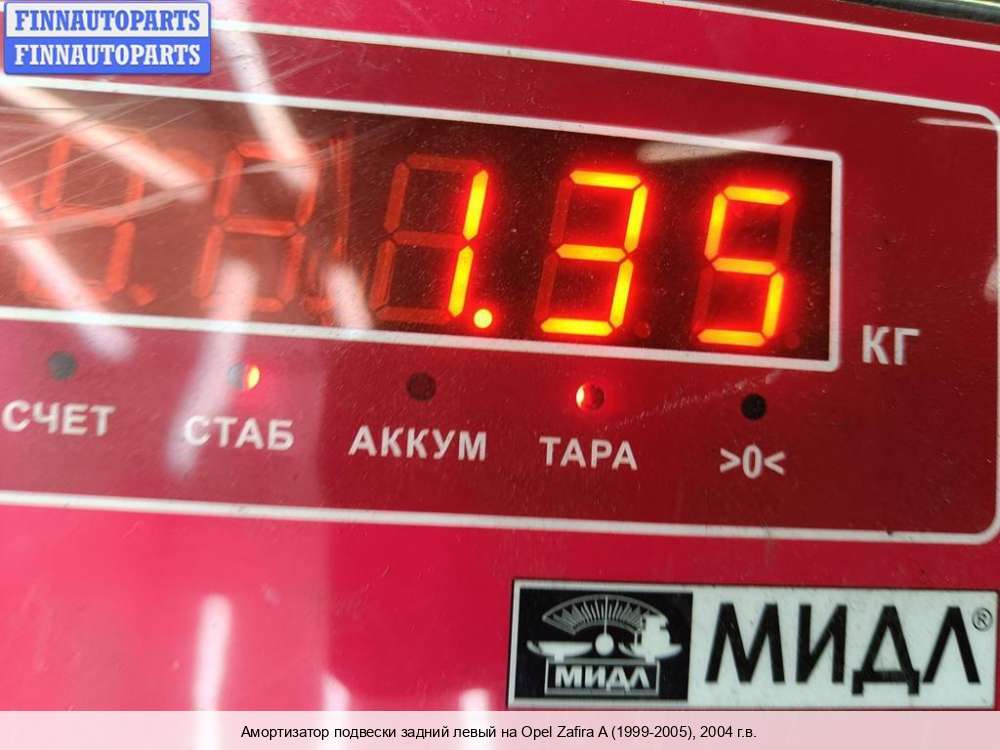 FINNAUTOPARTS
FINNAUTOPARTS
1.35
КГ
СЧЕТ СТАБ АККУМ ТАРА >0<
МИДЛ
МИДЛ®
Амортизатор подвески задний левый на Opel Zafira A (1999-2005), 2004 г.в.